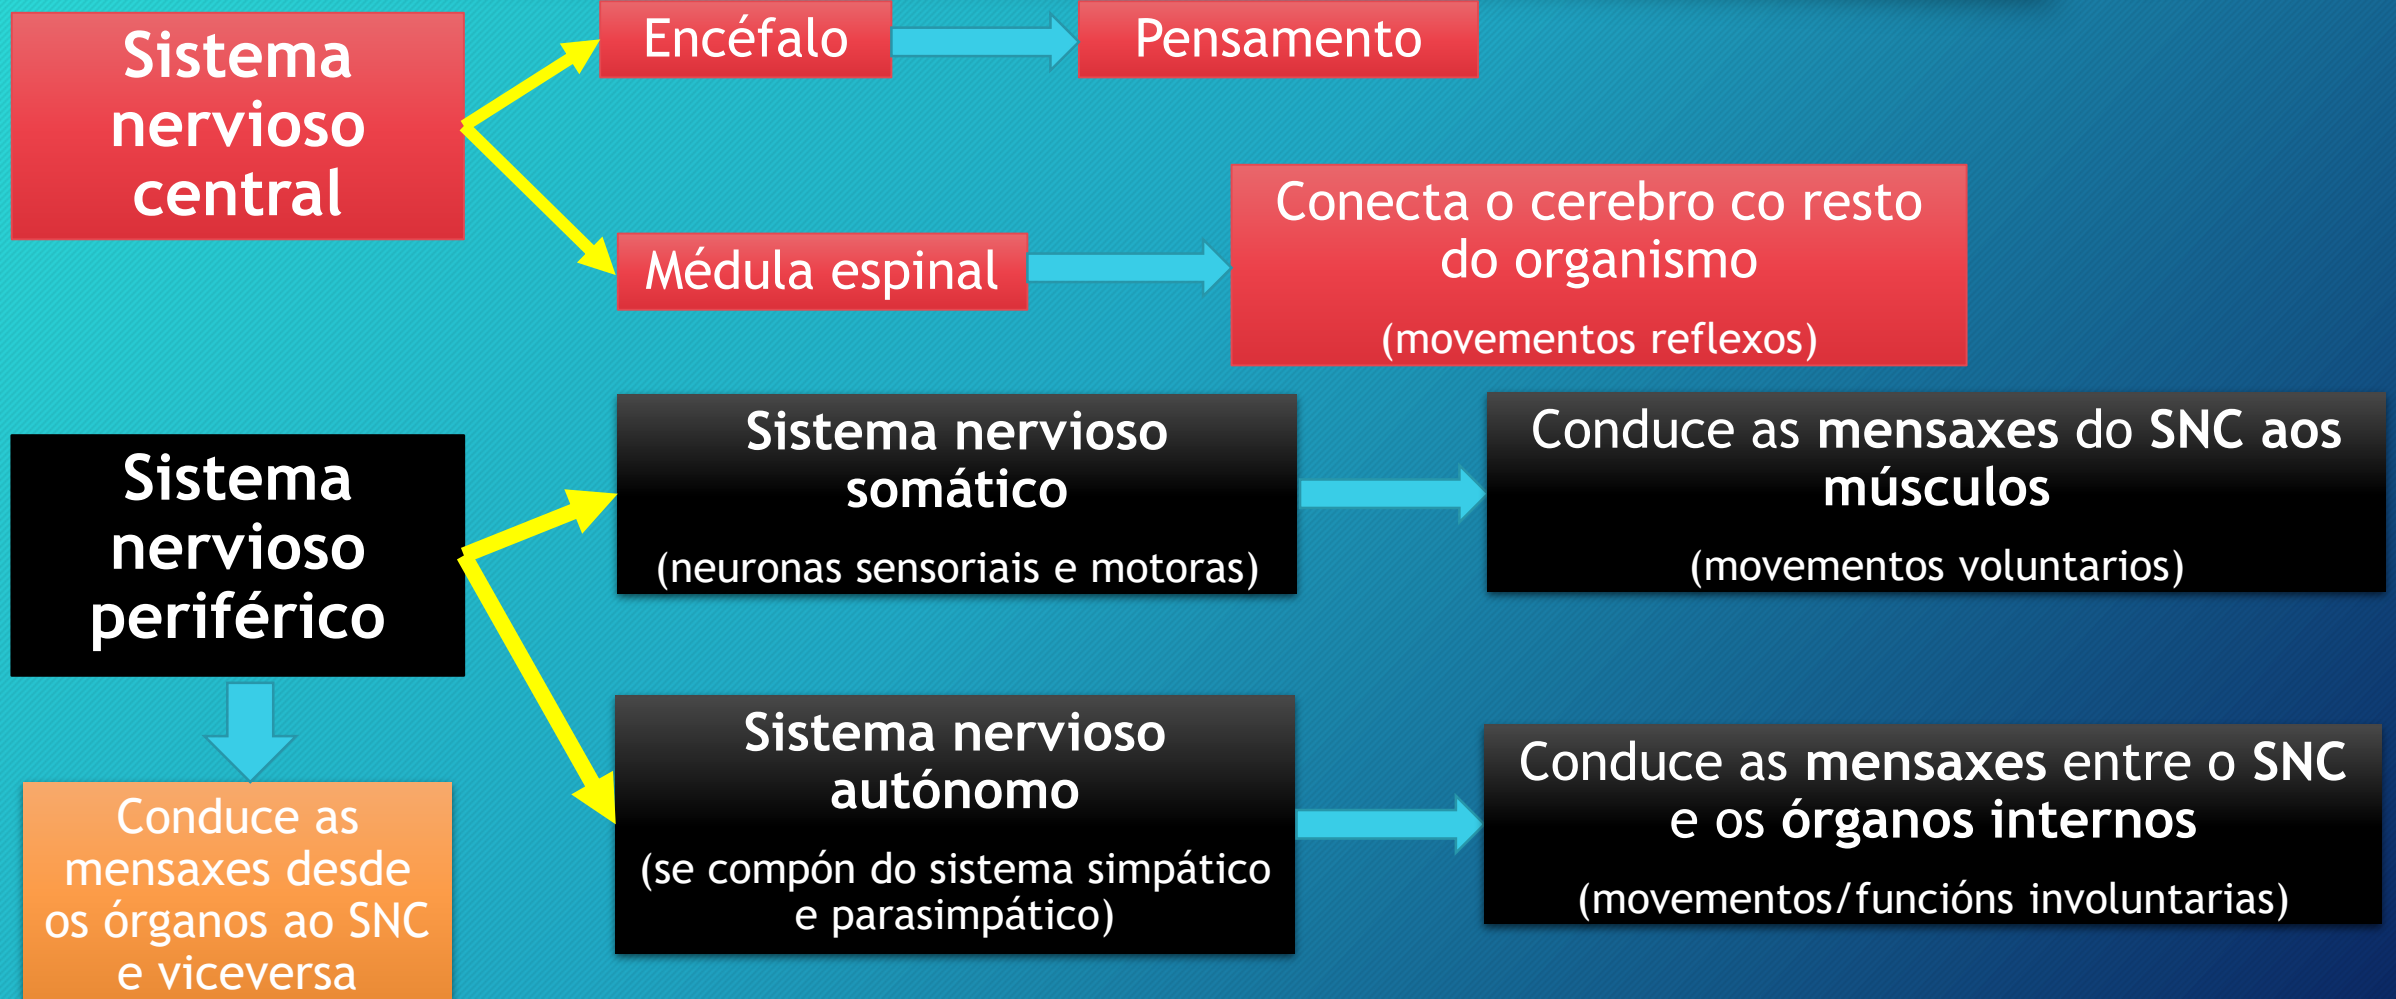 Sistema
nervioso
central
Encéfalo
Pensamento
Médula espinal
Conecta o cerebro co resto
do organismo
(movementos reflexos)
Sistema
nervioso
periférico
Sistema nervioso
somático
(neuronas sensoriais e motoras)
Conduce as mensaxes do SNC aos
músculos
(movementos voluntarios)
Sistema nervioso
autónomo
(se compón do sistema simpático
e parasimpático)
Conduce as mensaxes entre o SNC
e os órganos internos
(movementos/funcións involuntarias)
Conduce as
mensaxes desde
os órganos ao SNC
e viceversa